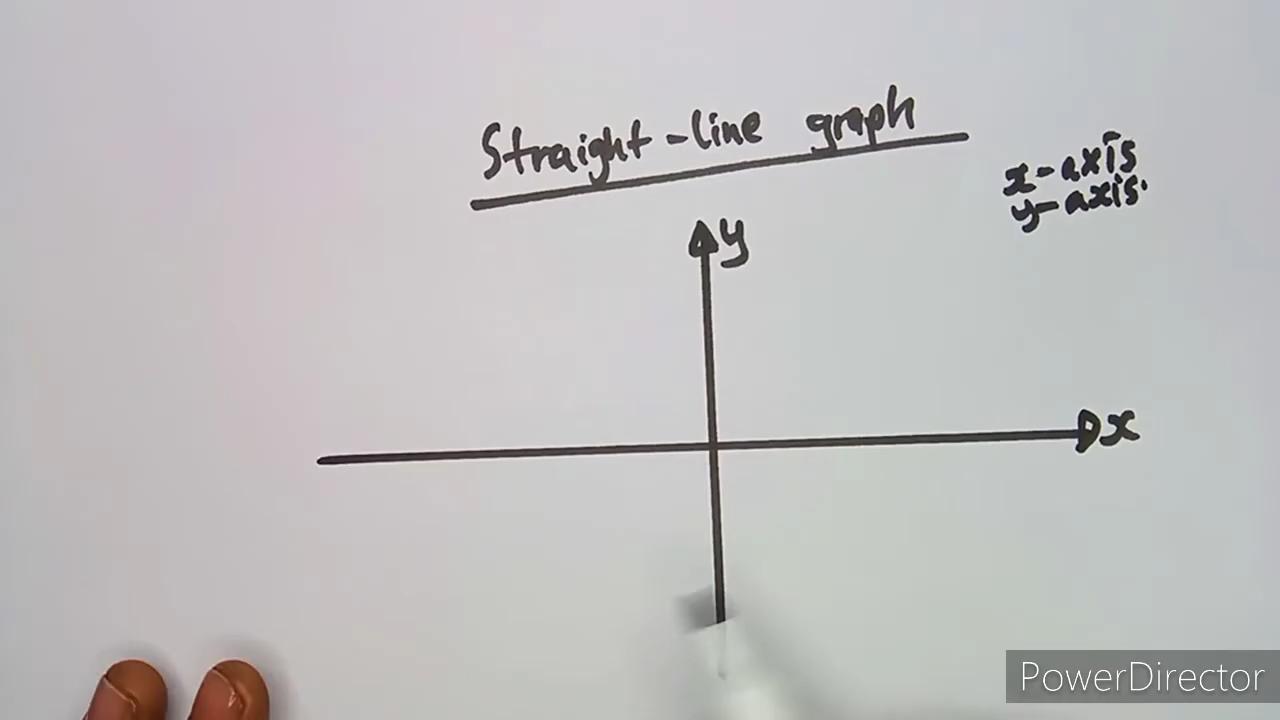 Straight-line graph
x-axis
y-axis
y
x
PowerDirector